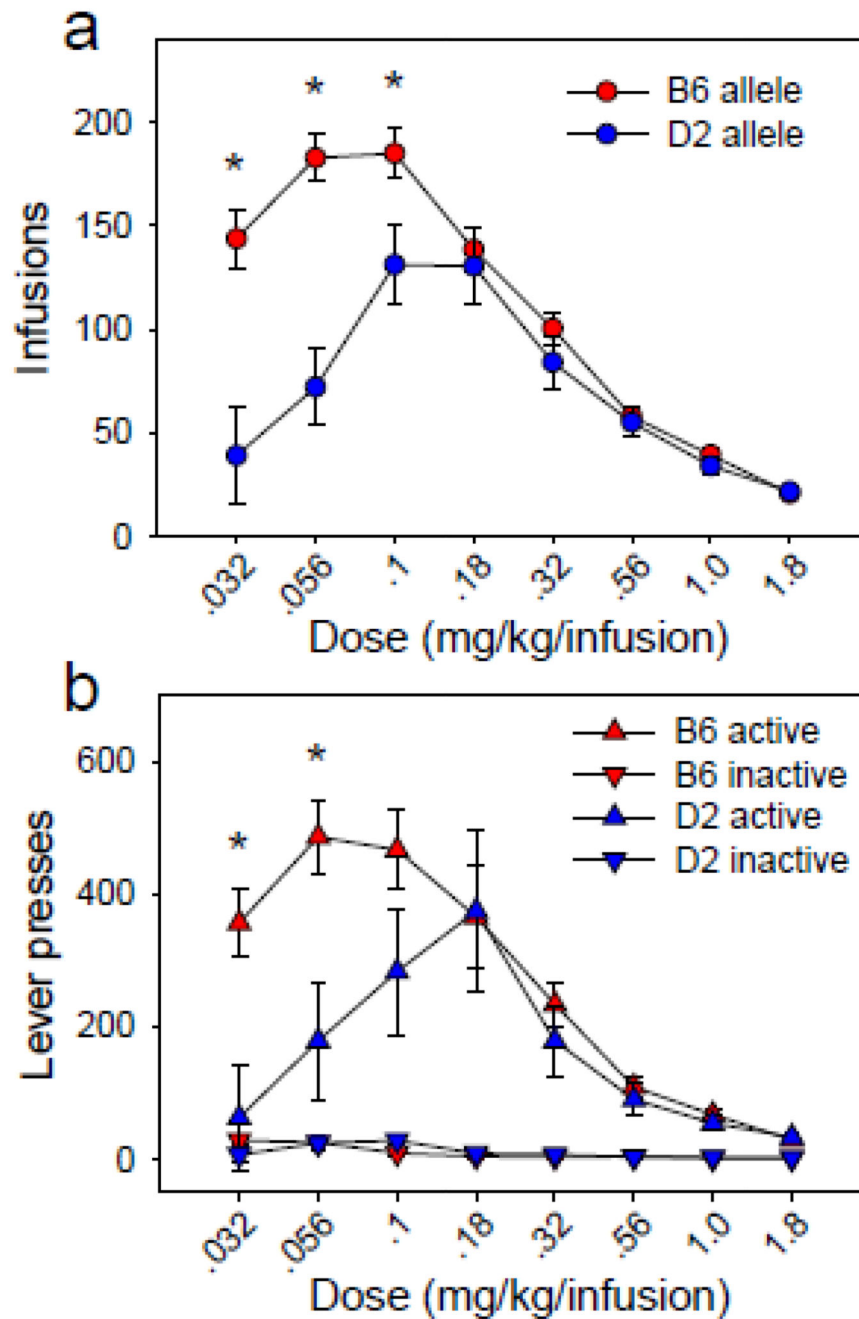 a
*
*
*
B6 allele
D2 allele
Infusions
200
150
100
50
0
.032
.056
.1
.18
.32
.56
1.0
1.8
Dose (mg/kg/infusion)
b
*
*
B6 active
B6 inactive
D2 active
D2 inactive
Lever presses
600
400
200
0
.032
.056
.1
.18
.32
.56
1.0
1.8
Dose (mg/kg/infusion)